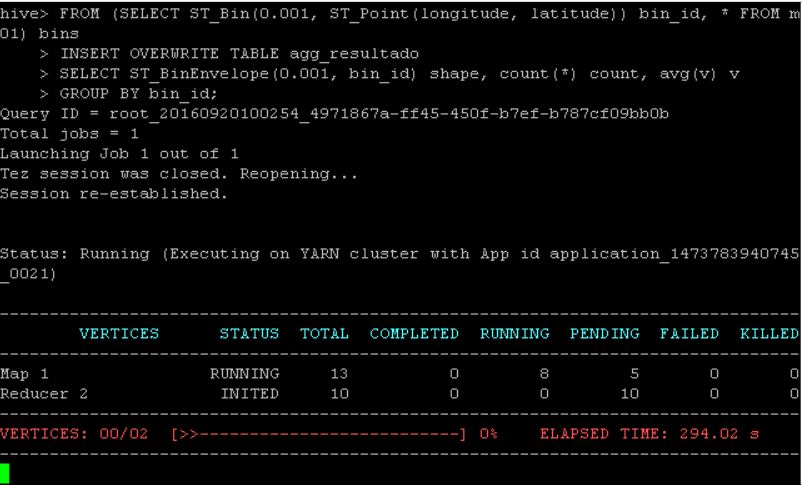 hive> FROM (SELECT ST_Bin(0.001, ST_Point(longitude, latitude)) bin_id, * FROM m
01) bins
    > INSERT OVERWRITE TABLE agg_resultado
    > SELECT ST_BinEnvelope(0.001, bin_id) shape, count(*) count, avg(v) v
    > GROUP BY bin_id;
Query ID = root_20160920100254_4971867a-ff45-450f-b7ef-b787cf09bb0b
Total jobs = 1
Launching Job 1 out of 1
Tez session was closed. Reopening...
Session re-established.
Status: Running (Executing on YARN cluster with App id application_1473783940745
_0021)
--------------------------------------------------------------------------------
VERTICES STATUS TOTAL COMPLETED RUNNING PENDING FAILED KILLED
--------------------------------------------------------------------------------
Map 1 RUNNING 13 0 8 5 0 0
Reducer 2 INITED 10 0 0 10 0 0
--------------------------------------------------------------------------------
VERTICES: 00/02 [>>--------------------------] 0% ELAPSED TIME: 294.02 s
--------------------------------------------------------------------------------